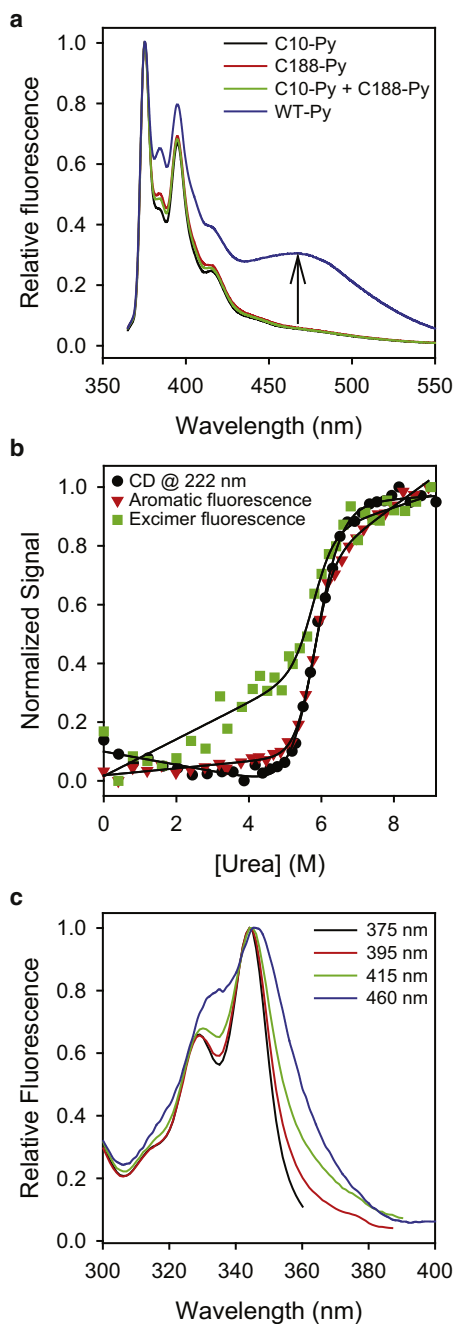 a
C10-Py
C188-Py
C10-Py + C188-Py
WT-Py
Relative fluorescence
1.0
0.8
0.6
0.4
0.2
0.0
350 400 450 500 550
Wavelength (nm)
b
CD @ 222 nm
Aromatic fluorescence
Excimer fluorescence
Normalized Signal
1.0
0.8
0.6
0.4
0.2
0.0
0 2 4 6 8
[Urea] (M)
c
375 nm
395 nm
415 nm
460 nm
Relative Fluorescence
1.0
0.8
0.6
0.4
0.2
0.0
300 320 340 360 380 400
Wavelength (nm)